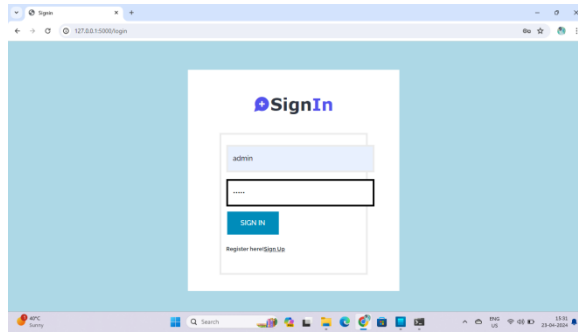 Signin
127.0.0.1:5000/login
SignIn
admin
•••••
SIGN IN
Register here!Sign Up
40°C
Sunny
Search
ENG
US
15:31
23-04-2024